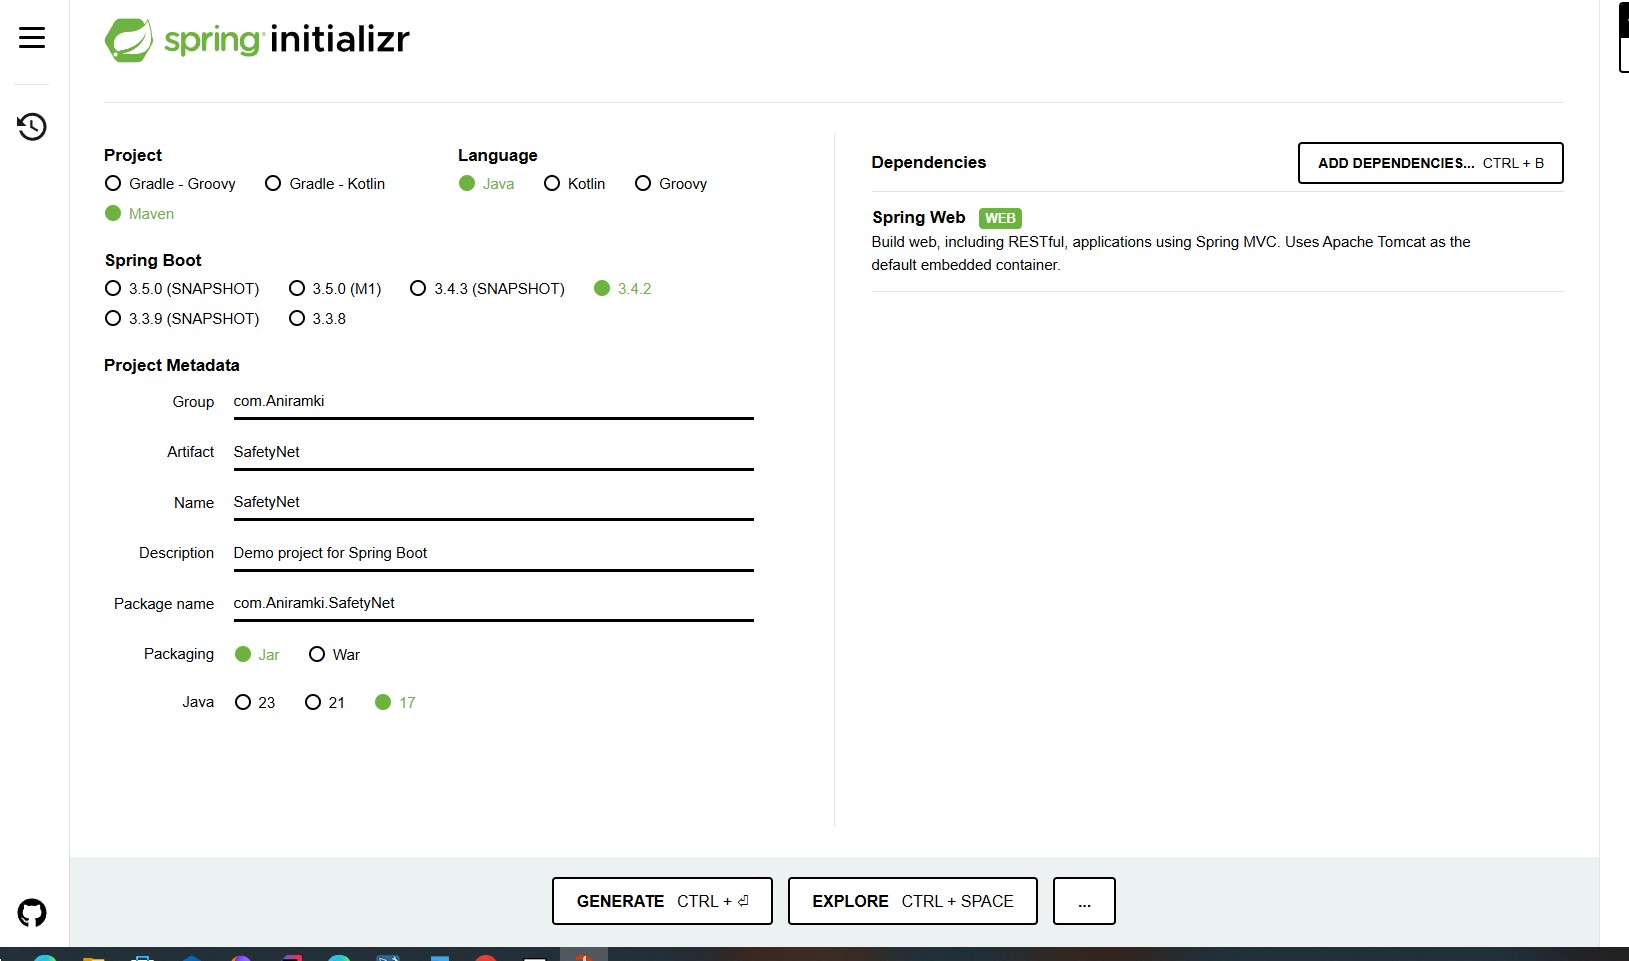 spring initializr
Project
Gradle - Groovy Gradle - Kotlin
Maven
Language
Java Kotlin Groovy
Spring Boot
3.5.0 (SNAPSHOT) 3.5.0 (M1) 3.4.3 (SNAPSHOT) 3.4.2
3.3.9 (SNAPSHOT) 3.3.8
Project Metadata
Group com.Aniramki
Artifact SafetyNet
Name SafetyNet
Description Demo project for Spring Boot
Package name com.Aniramki.SafetyNet
Packaging Jar War
Java 23 21 17
Dependencies
ADD DEPENDENCIES... CTRL + B
Spring Web WEB
Build web, including RESTful, applications using Spring MVC. Uses Apache Tomcat as the
default embedded container.
GENERATE CTRL + ⏎
EXPLORE CTRL + SPACE
...